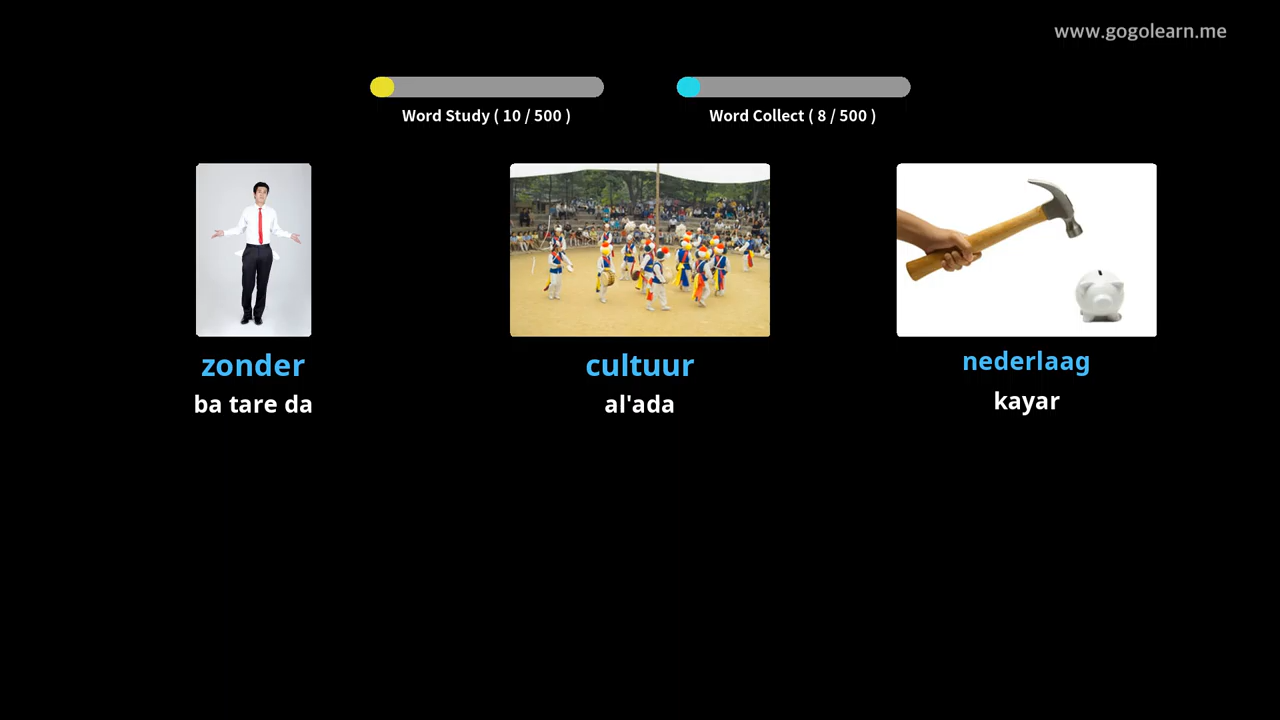 www.gogolearn.me
Word Study ( 10 / 500 )
Word Collect ( 8 / 500 )
zonder
ba tare da
cultuur
al'ada
nederlaag
kayar